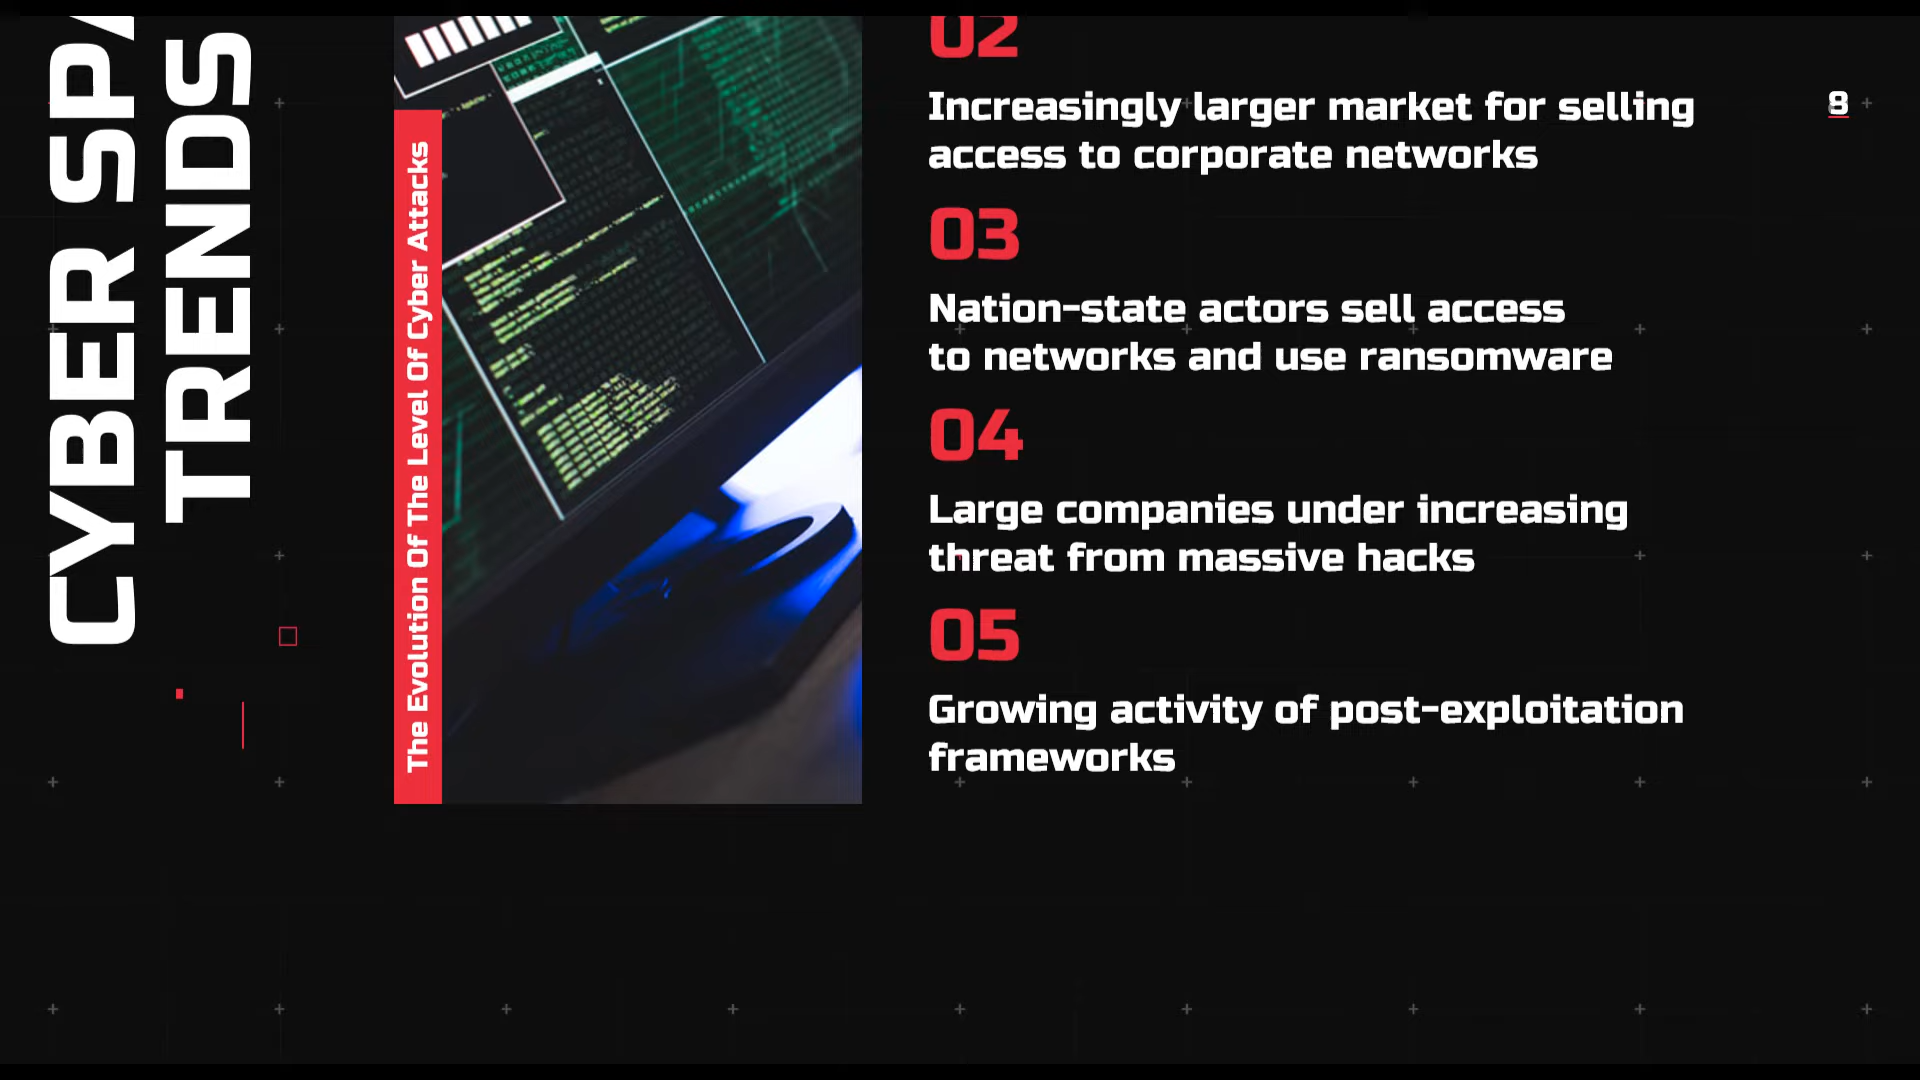 CYBER SPA
TRENDS
The Evolution Of The Level Of Cyber Attacks
02
Increasingly larger market for selling
access to corporate networks
03
Nation-state actors sell access
to networks and use ransomware
04
Large companies under increasing
threat from massive hacks
05
Growing activity of post-exploitation
frameworks